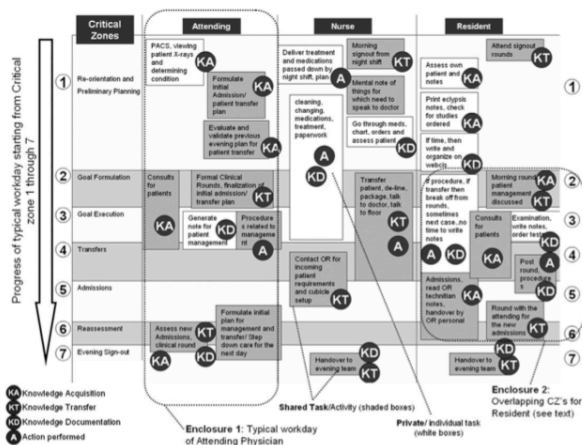 Critical
Zones
Attending
Nurse
Resident
Progress of typical workday starting from Critical
zone 1 through 7
1
Re-orientation and
Preliminary Planning
PACS, viewing
patient X-rays
and
determining
condition
KA
Formulate
initial
Admission/
patient transfer
plan
KA
KT
Evaluate and
validate previous
evening plan for
patient transfer
KA
Deliver treatment
and medications
passed down by
night shift, plan
A
Morning
signout from
night shift
KT
Mental note
of things for
which need to
speak to doctor
cleaning,
changing,
medications,
treatment,
paperwork
A
KD
Go through meds,
chart, orders and
assess patient
KD
Assess own
patient and
notes
KA
Attend signout
rounds
KT
Print eclypsis
notes, check
for studies
ordered
KA
If time, then
write and
organize on
KD
1
2
Goal Formulation
Consults
for
patients
KA
Formal Clinical
Rounds, finalization of
initial admission/
transfer plan
KT
Transfer
patient, de-line,
package, talk to
doctor, talk
to floor
KT
A
If procedure, if
transfer then
break off from
rounds,
sometimes
next case..no
time to write
notes
A
KD
Morning round
patient
management
discussed
KA
KT
2
3
Goal Execution
Generate
note for
patient
management
KD
Procedure
s related to
manageme
nt
A
Consults
for
patients
KA
Examination,
write notes,
order tests
KD
3
4
Transfers
Post
round,
procedure
s
A
KD
4
5
Admissions
Contact OR for
incoming
patient
requirements
and cubicle
setup
KT
Admissions,
read OR
technitian
notes,
handover by
OR personal
KA
5
6
Reassessment
Assess new
Admissions,
clinical round
KT
KA
KD
Formulate initial
plan for
management and
transfer/ Step
down care for the
next day
Round with the
attending for
the new
admissions
KT
6
7
Evening Sign-out
Handover to
evening team
KD
KT
Handover to
evening team
KD
KT
7
KA Knowledge Acquisition
KT Knowledge Transfer
KD Knowledge Documentation
A Action performed
Enclosure 1: Typical workday
of Attending Physician
Shared Task/Activity (shaded boxes)
Private/ individual task
(white boxes)
Enclosure 2:
Overlapping CZ's for
Resident (see text)